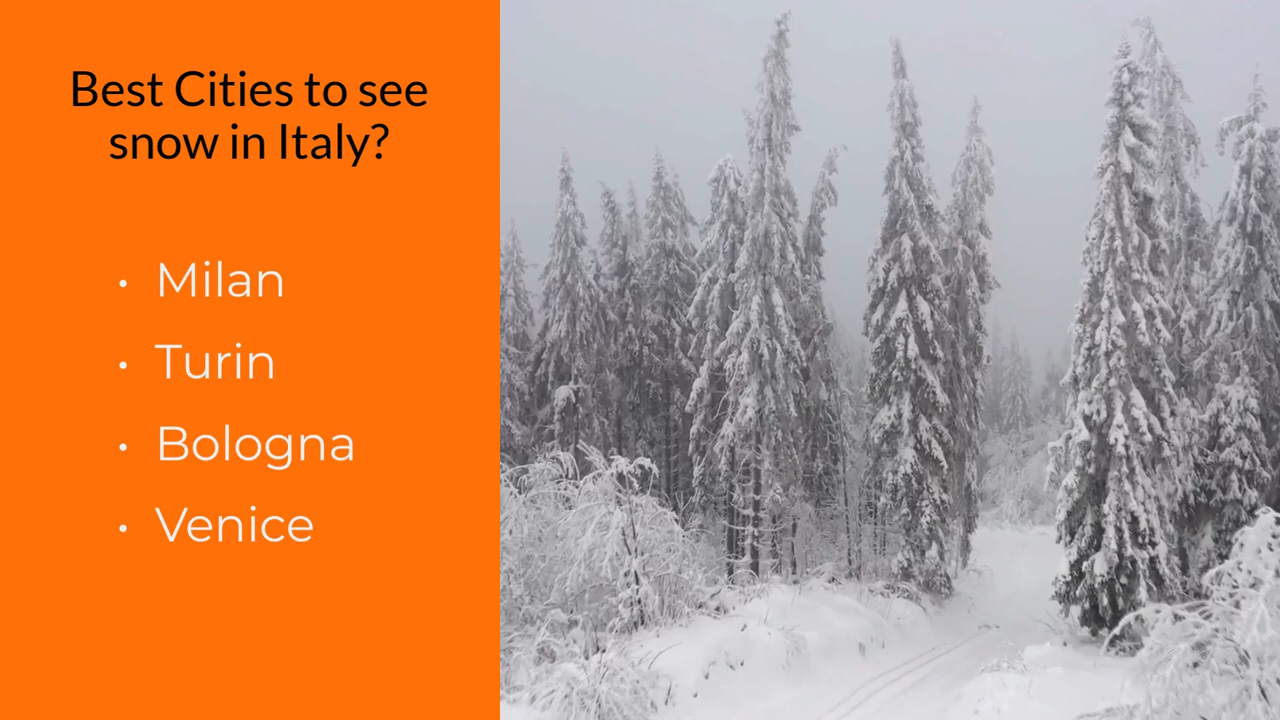 Best Cities to see
snow in Italy?
• Milan
• Turin
• Bologna
• Venice